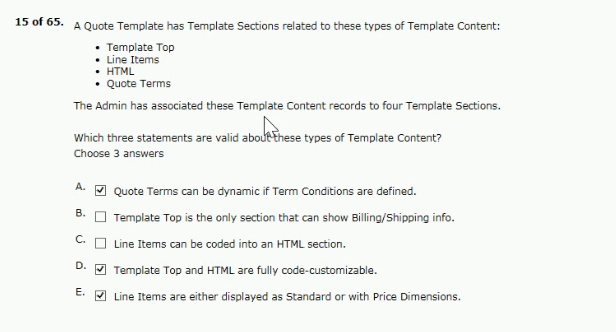 15 of 65. A Quote Template has Template Sections related to these types of Template Content:
• Template Top
• Line Items
• HTML
• Quote Terms
The Admin has associated these Template Content records to four Template Sections.
Which three statements are valid about these types of Template Content?
Choose 3 answers
A. Quote Terms can be dynamic if Term Conditions are defined.
B. Template Top is the only section that can show Billing/Shipping info.
C. Line Items can be coded into an HTML section.
D. Template Top and HTML are fully code-customizable.
E. Line Items are either displayed as Standard or with Price Dimensions.